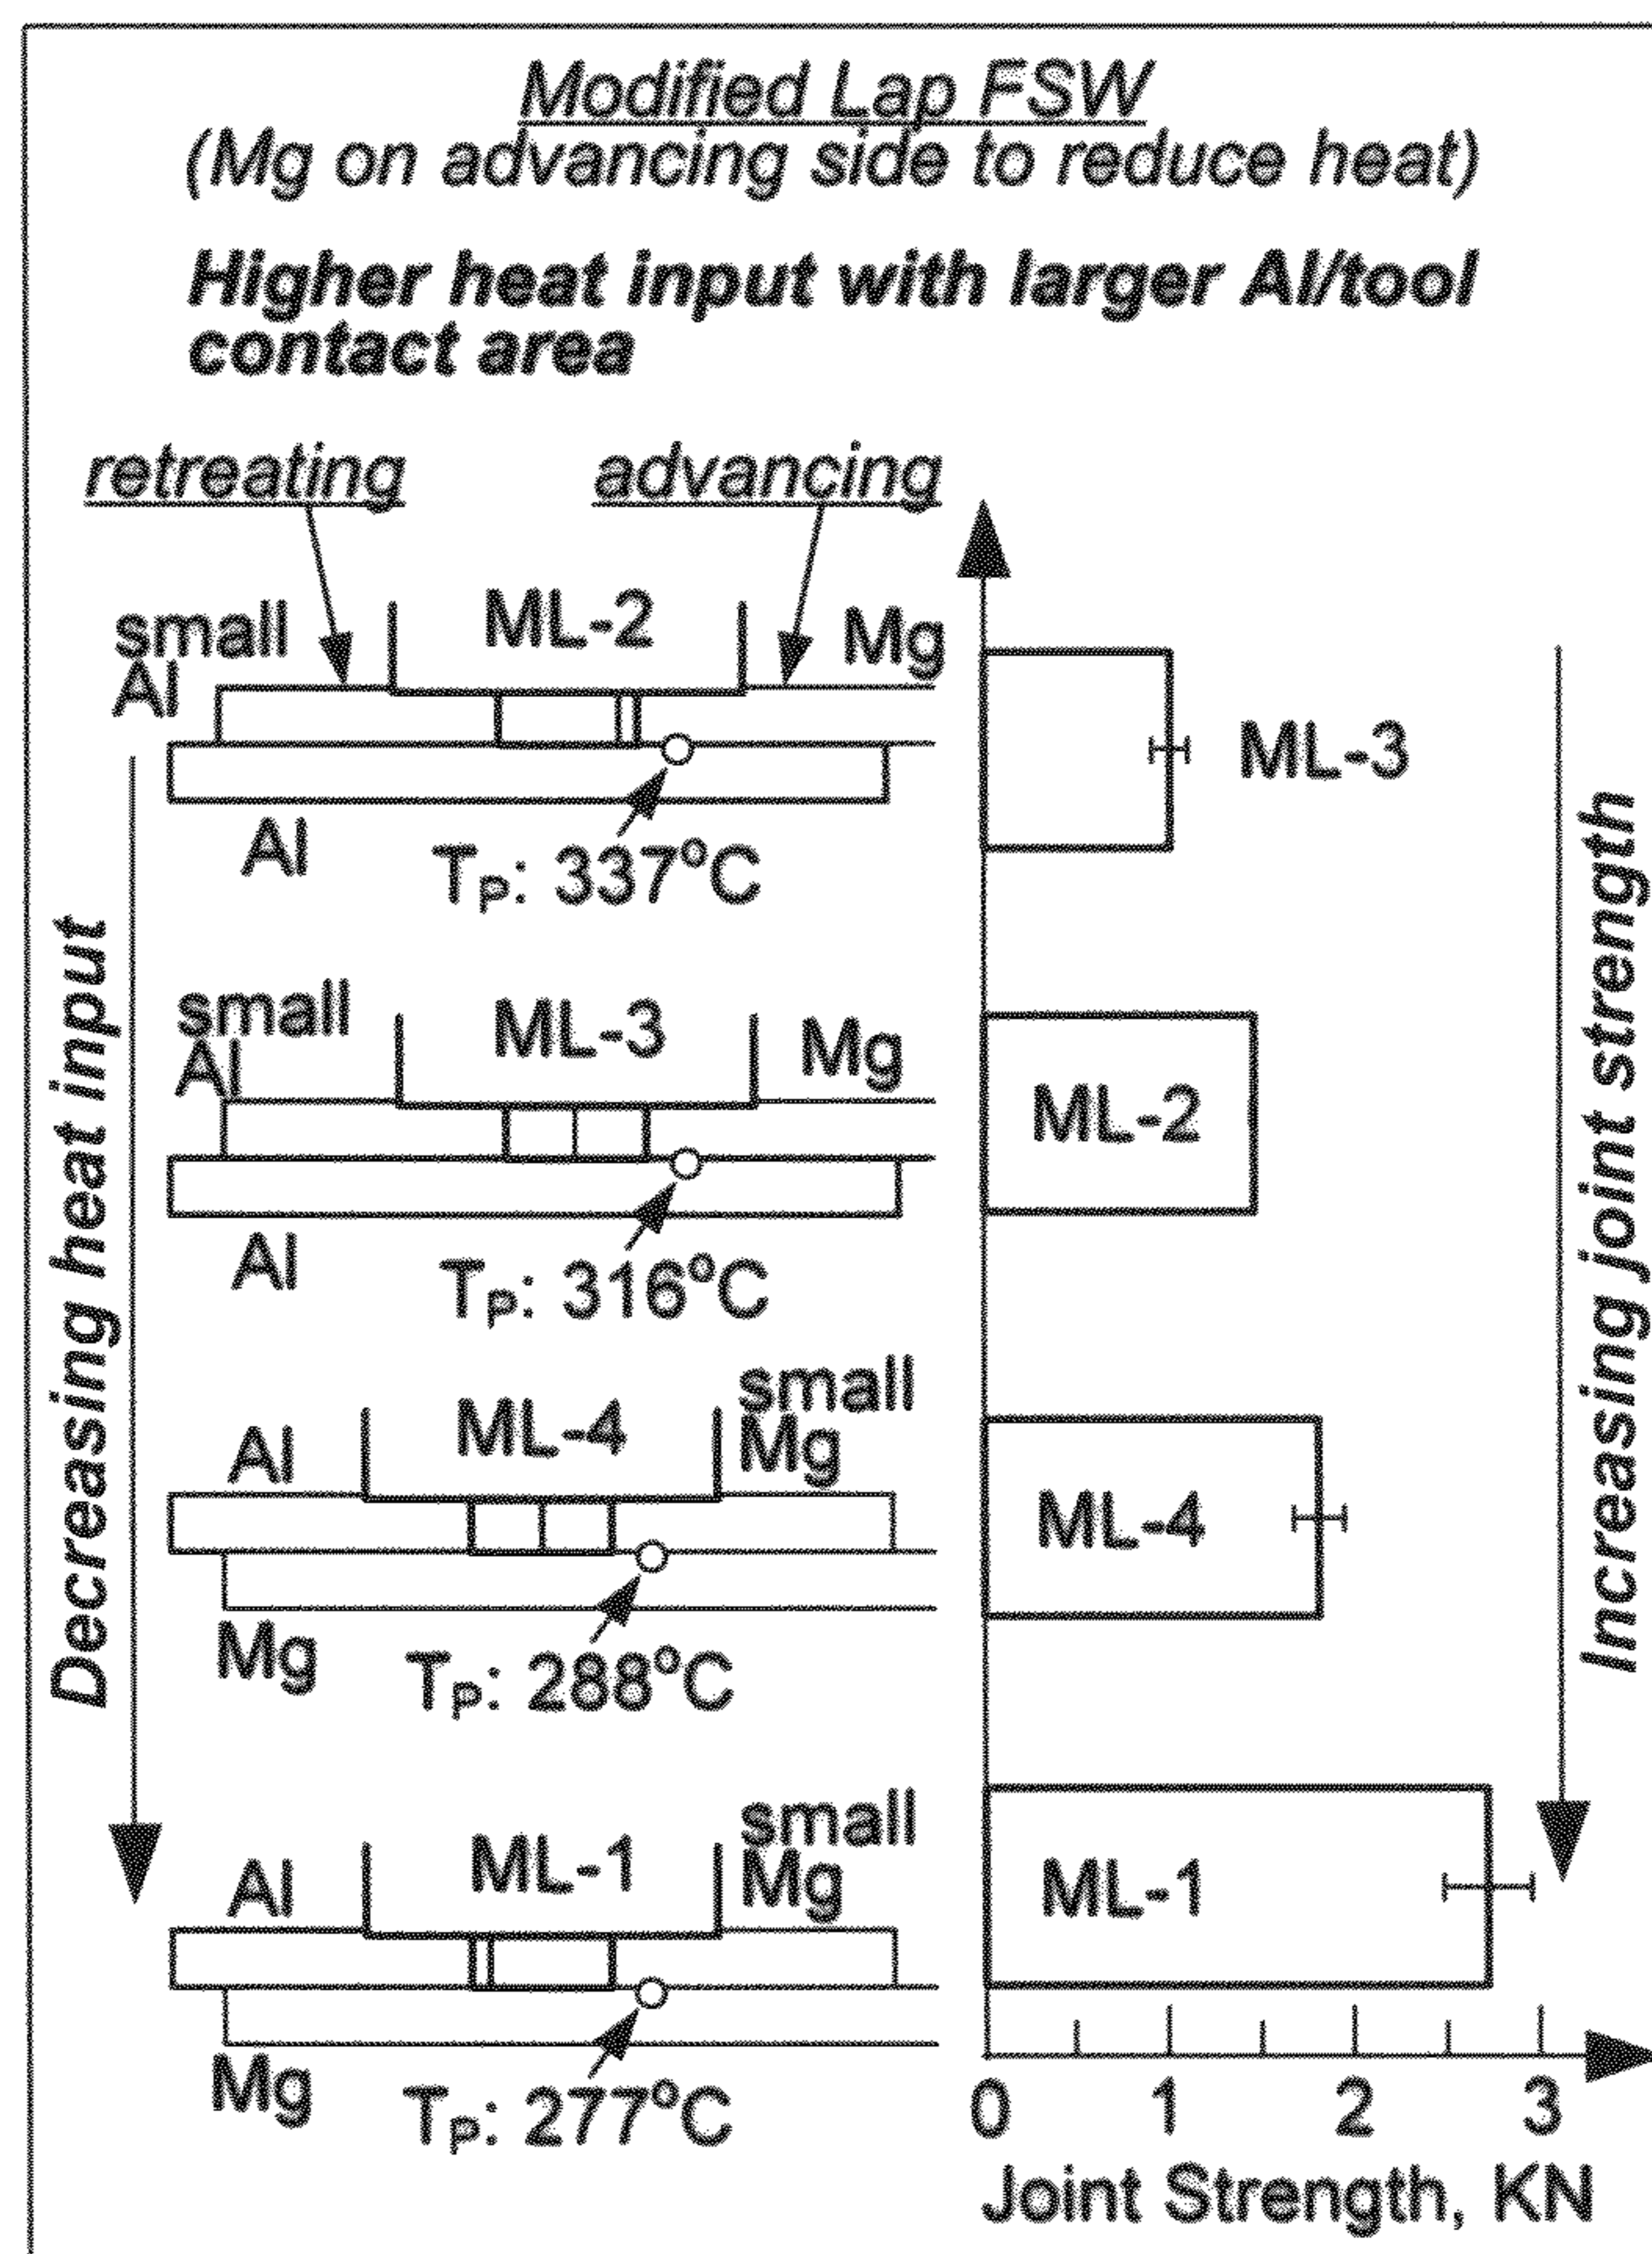 Modified Lap FSW
(Mg on advancing side to reduce heat)
Higher heat input with larger Al/tool
contact area
retreating
advancing
small
Al
ML-2
Mg
Al
Tp: 337°C
ML-3
small
Al
ML-3
Mg
Al
Tp: 316°C
ML-2
Al
ML-4
small
Mg
Mg
Tp: 288°C
ML-4
Al
ML-1
small
Mg
Mg
Tp: 277°C
ML-1
Decreasing heat input
Increasing joint strength
0 1 2 3
Joint Strength, KN